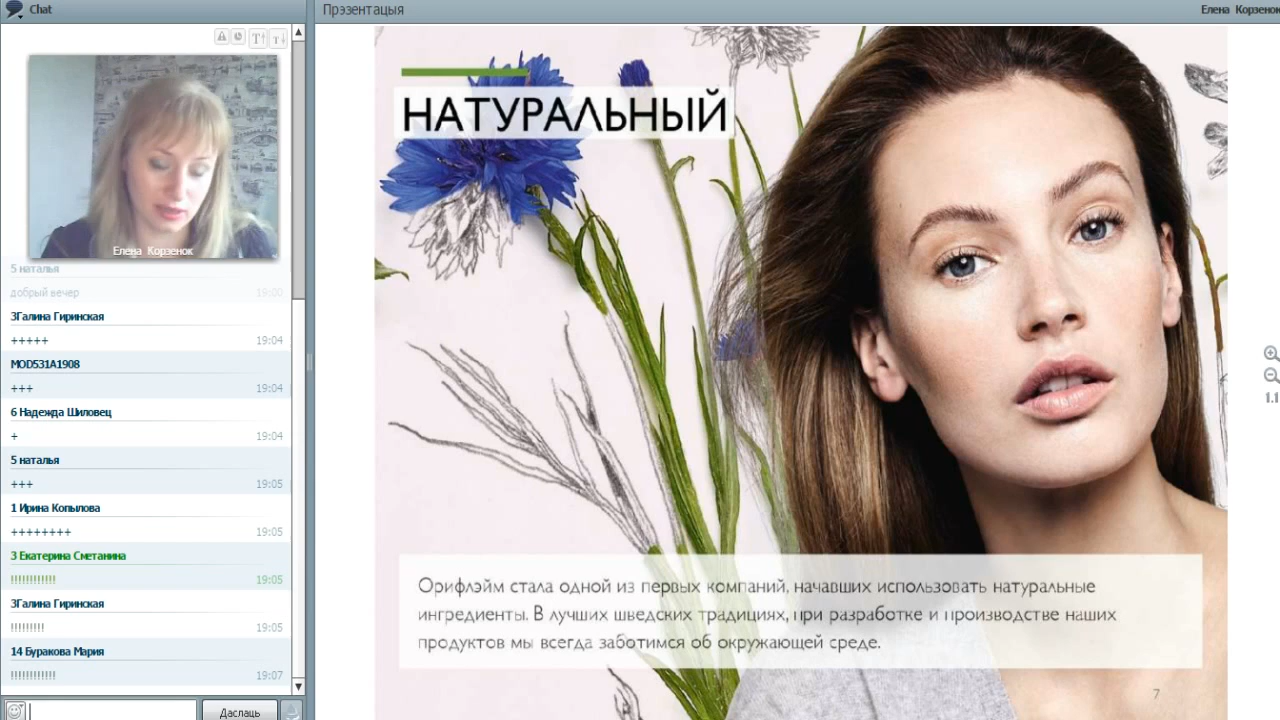 Chat
Прэзентацыя
Елена Корзенок
Елена Корзенок
5 наталья
добрый вечер 19:00
3Галина Гиринская
+++++ 19:04
MOD531A1908
+++ 19:04
6 Надежда Шиловец
+ 19:04
5 наталья
+++ 19:05
1 Ирина Копылова
++++++++ 19:05
3 Екатерина Сметанина
!!!!!!!!!!!! 19:05
3Галина Гиринская
!!!!!!!!! 19:05
14 Буракова Мария
!!!!!!!!!!!! 19:07
Даслаць
НАТУРАЛЬНЫЙ
Орифлэйм стала одной из первых компаний, начавших использовать натуральные
ингредиенты. В лучших шведских традициях, при разработке и производстве наших
продуктов мы всегда заботимся об окружающей среде.
7
1.1